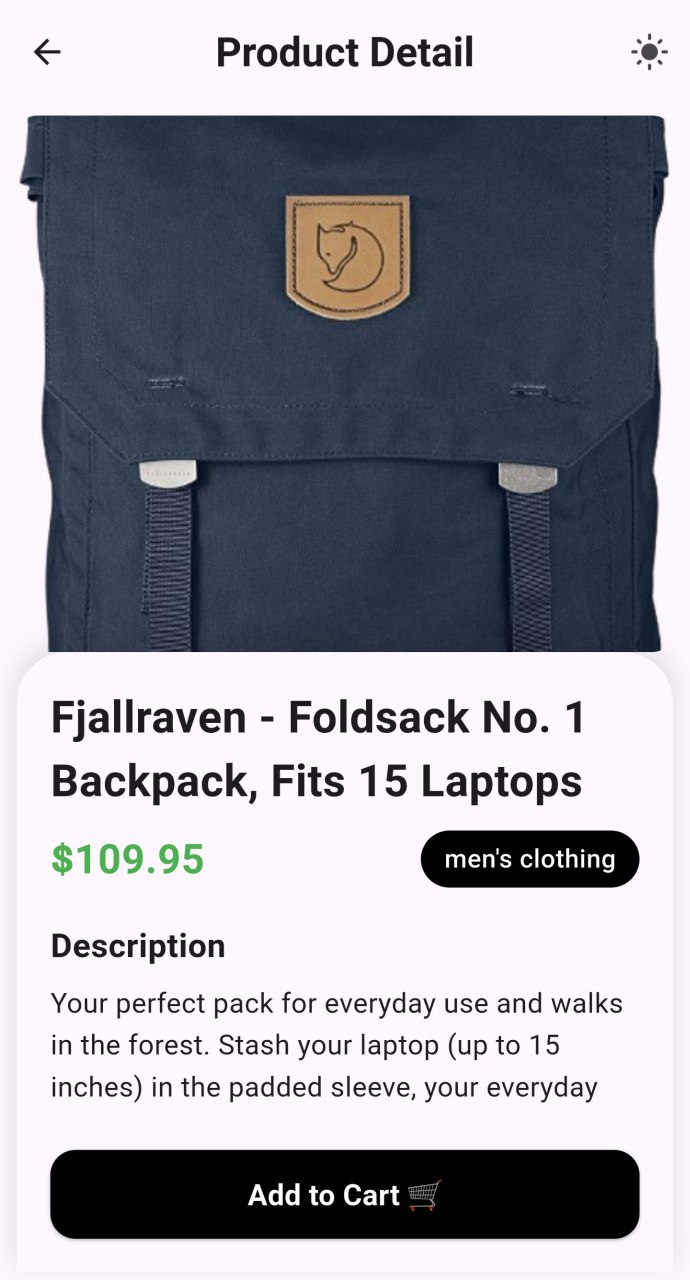 Product Detail
Fjallraven - Foldsack No. 1
Backpack, Fits 15 Laptops
$109.95
men's clothing
Description
Your perfect pack for everyday use and walks
in the forest. Stash your laptop (up to 15
inches) in the padded sleeve, your everyday
Add to Cart 🛒